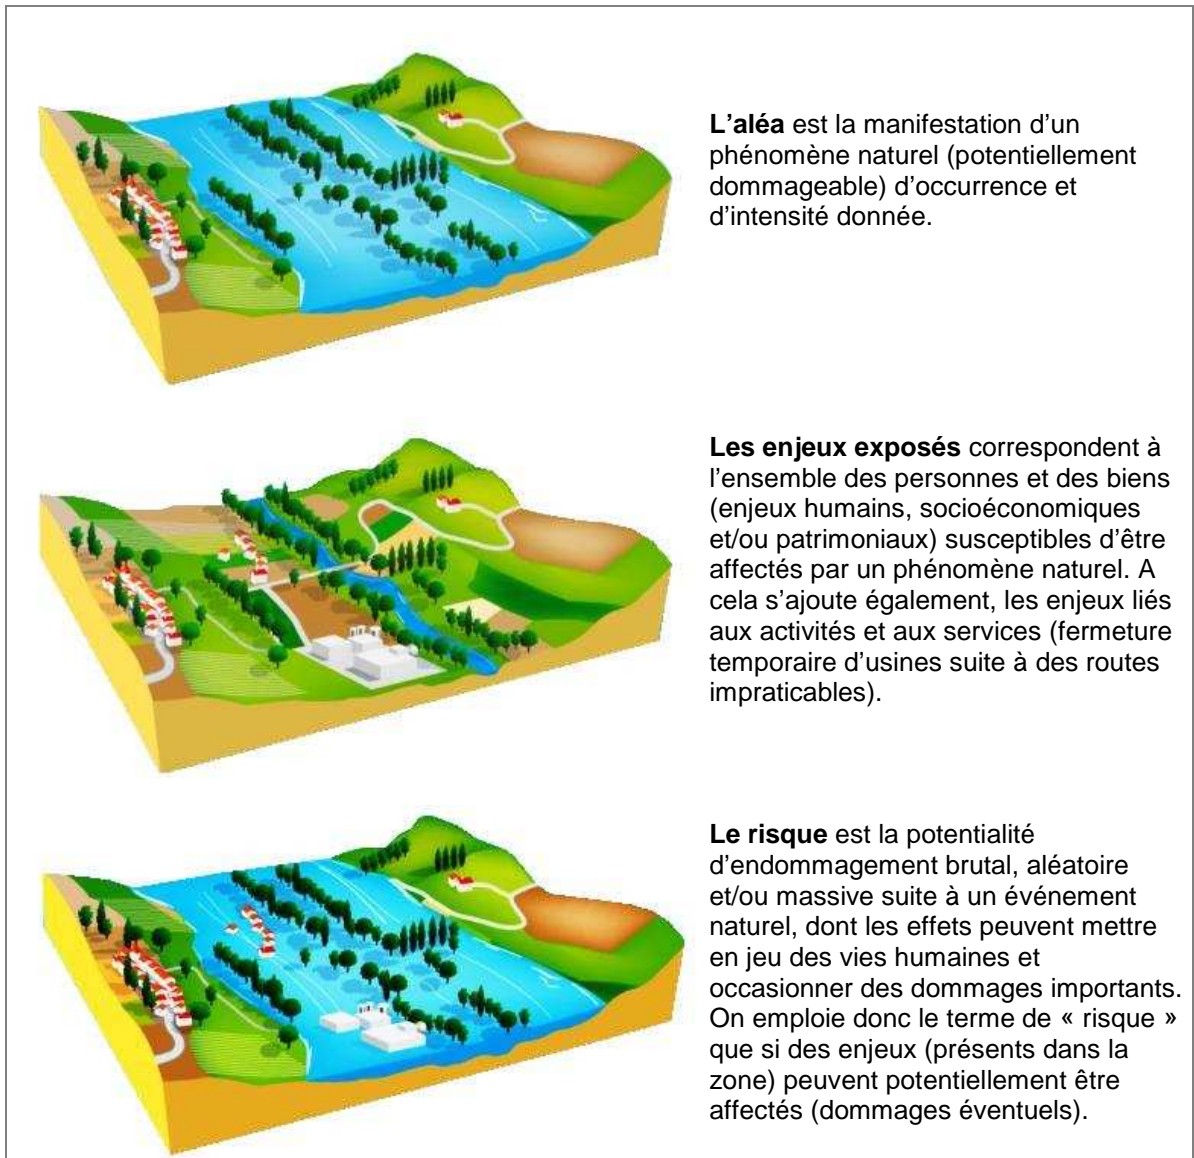 L’aléa est la manifestation d’un
phénomène naturel (potentiellement
dommageable) d’occurrence et
d’intensité donnée.
Les enjeux exposés correspondent à
l’ensemble des personnes et des biens
(enjeux humains, socioéconomiques
et/ou patrimoniaux) susceptibles d’être
affectés par un phénomène naturel. A
cela s’ajoute également, les enjeux liés
aux activités et aux services (fermeture
temporaire d’usines suite à des routes
impraticables).
Le risque est la potentialité
d’endommagement brutal, aléatoire
et/ou massive suite à un événement
naturel, dont les effets peuvent mettre
en jeu des vies humaines et
occasionner des dommages importants.
On emploie donc le terme de « risque »
que si des enjeux (présents dans la
zone) peuvent potentiellement être
affectés (dommages éventuels).